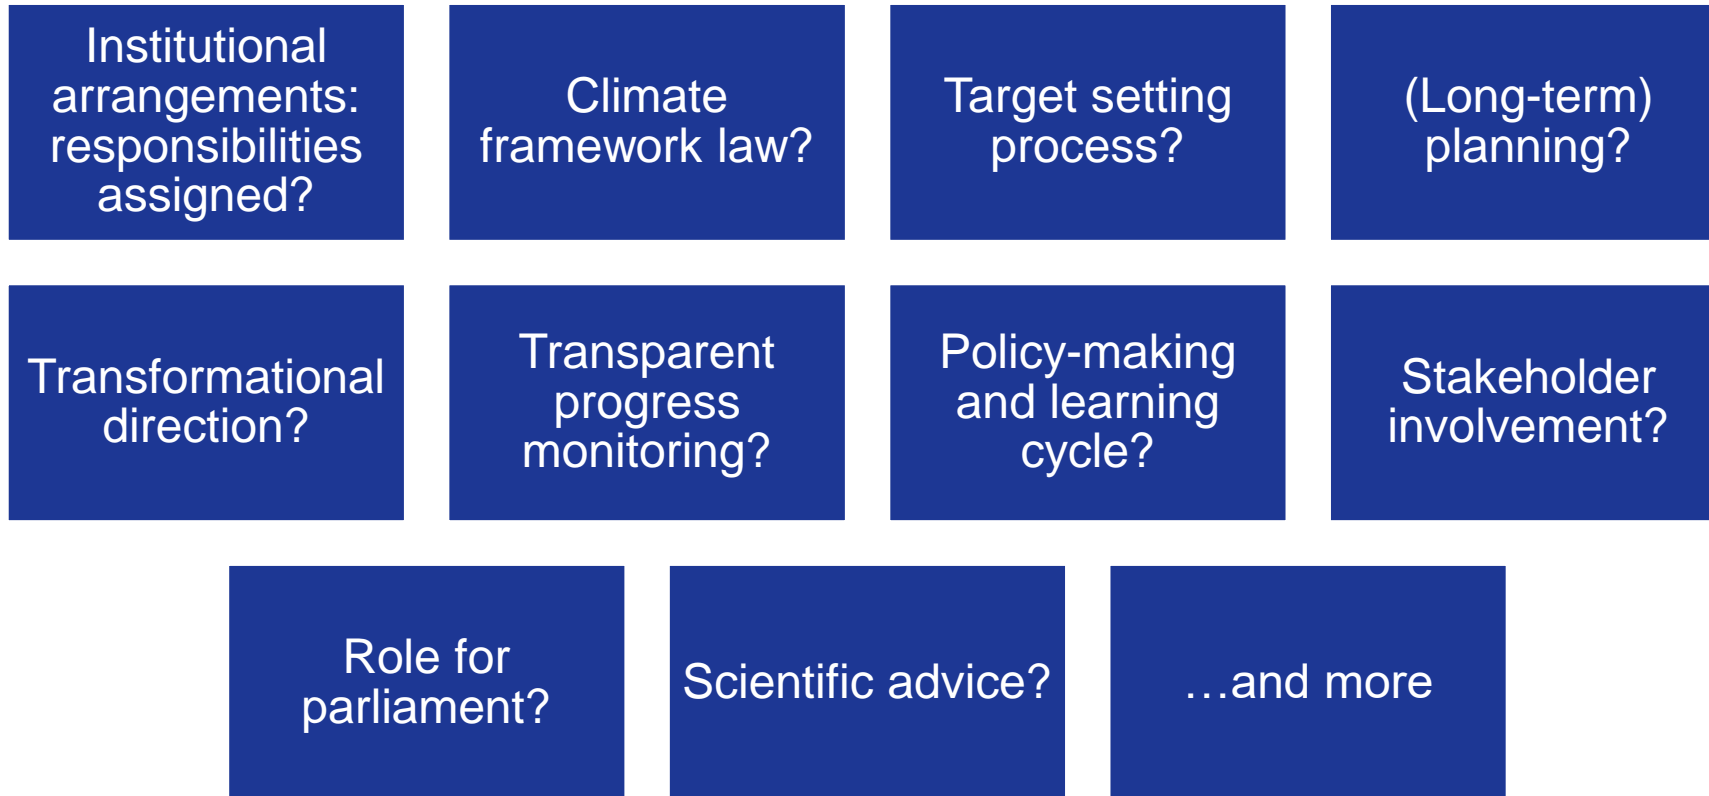 Institutional
arrangements:
responsibilities
assigned?
Climate
framework law?
Target setting
process?
(Long-term)
planning?
Transformational
direction?
Transparent
progress
monitoring?
Policy-making
and learning
cycle?
Stakeholder
involvement?
Role for
parliament?
Scientific advice?
…and more